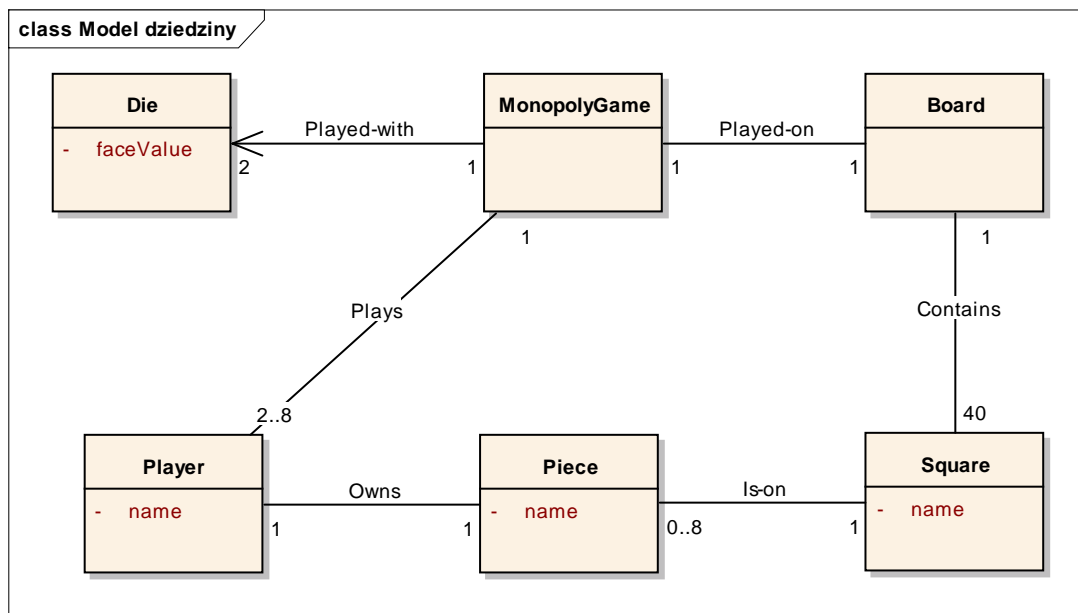 class Model dziedziny
Die
- faceValue
MonopolyGame
Board
Played-with
2
1
Played-on
1
1
1
Plays
2..8
1
Contains
40
Player
- name
Piece
- name
Square
- name
Owns
1
1
Is-on
0..8
1